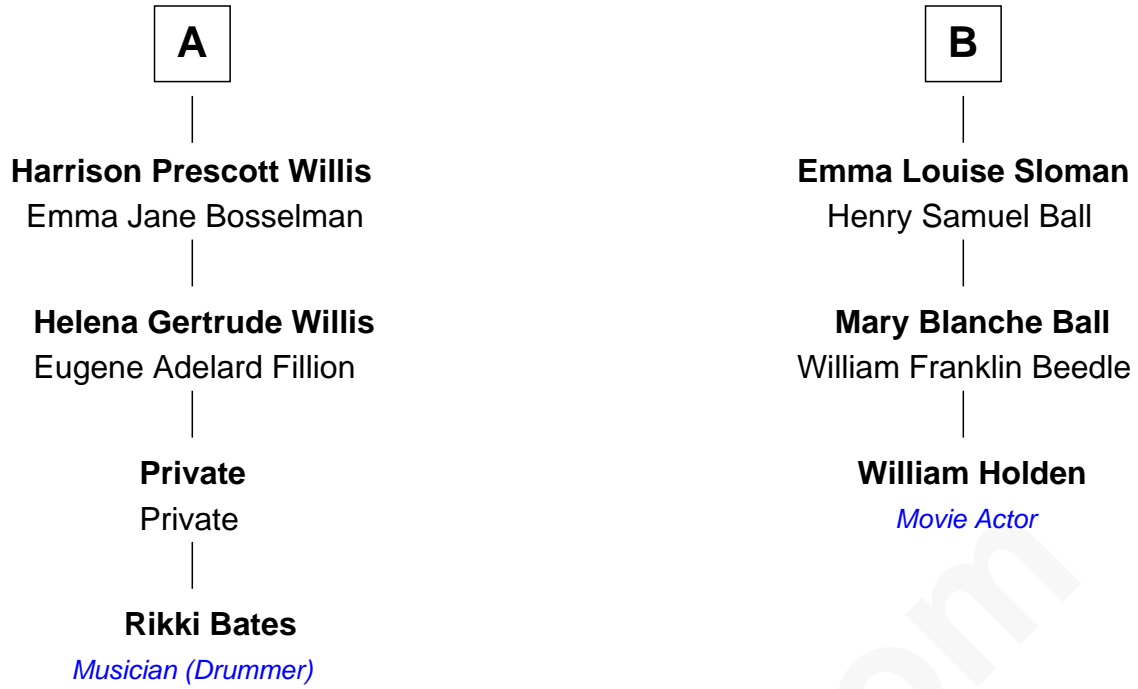 A
Harrison Prescott Willis
Emma Jane Bosselman
Helena Gertrude Willis
Eugene Adelard Fillion
Private
Private
Rikki Bates
Musician (Drummer)
B
Emma Louise Sloman
Henry Samuel Ball
Mary Blanche Ball
William Franklin Beedle
William Holden
Movie Actor
om